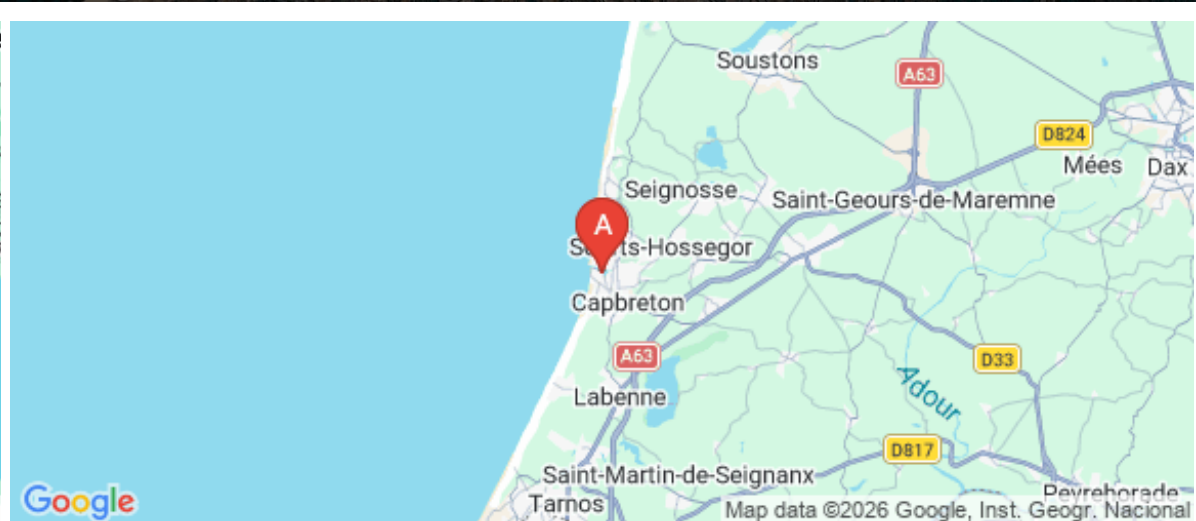 Soustons
A63
D824
Mées
Dax
Seignosse
Saint-Geours-de-Maremne
A
ts-Hossegor
Capbreton
A63
D33
Labenne
Adour
D817
Saint-Martin-de-Seignanx
Tarnos
Peyrehorade
Google
Map data ©2026 Google, Inst. Geogr. Nacional